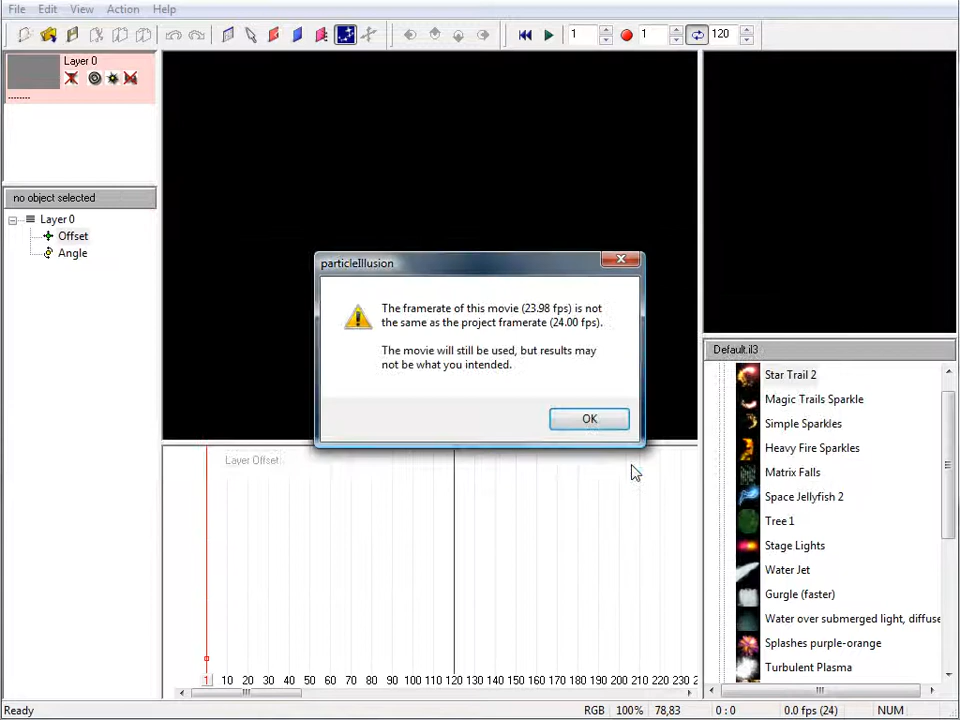 File Edit View Action Help
1 1 120
Layer 0
--------
no object selected
Layer 0
Offset
Angle
particleIllusion
The framerate of this movie (23.98 fps) is not
the same as the project framerate (24.00 fps).
The movie will still be used, but results may
not be what you intended.
OK
Default.il3
Star Trail 2
Magic Trails Sparkle
Simple Sparkles
Heavy Fire Sparkles
Matrix Falls
Space Jellyfish 2
Tree 1
Stage Lights
Water Jet
Gurgle (faster)
Water over submerged light, diffuse
Splashes purple-orange
Turbulent Plasma
Layer Offset:
1 10 20 30 40 50 60 70 80 90 100 110 120 130 140 150 160 170 180 190 200 210 220 230 2
Ready RGB 100% 78,83 0 : 0 0.0 fps (24) NUM